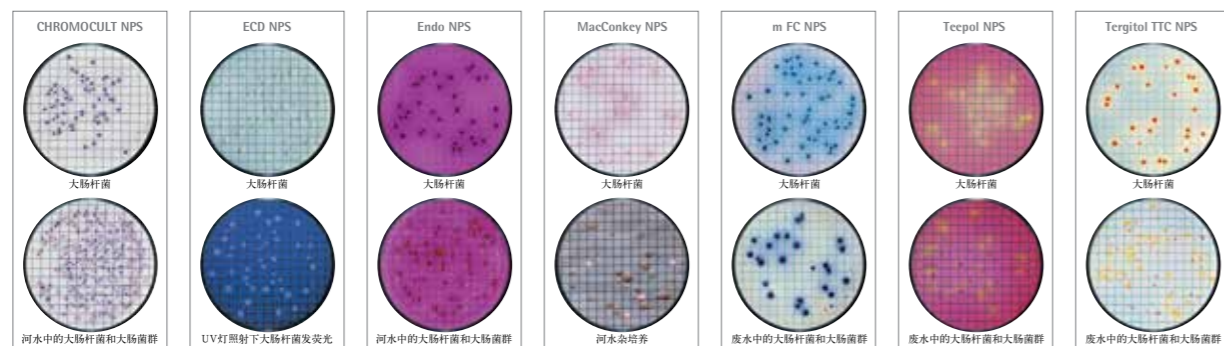 CHROMOCULT NPS
大肠杆菌
河水中的大肠杆菌和大肠菌群
ECD NPS
大肠杆菌
UV灯照射下大肠杆菌发荧光
Endo NPS
大肠杆菌
河水中的大肠杆菌和大肠菌群
MacConkey NPS
大肠杆菌
河水杂培养
m FC NPS
大肠杆菌
废水中的大肠杆菌和大肠菌群
Teepol NPS
大肠杆菌
废水中的大肠杆菌和大肠菌群
Tergitol TTC NPS
大肠杆菌
废水中的大肠杆菌和大肠菌群